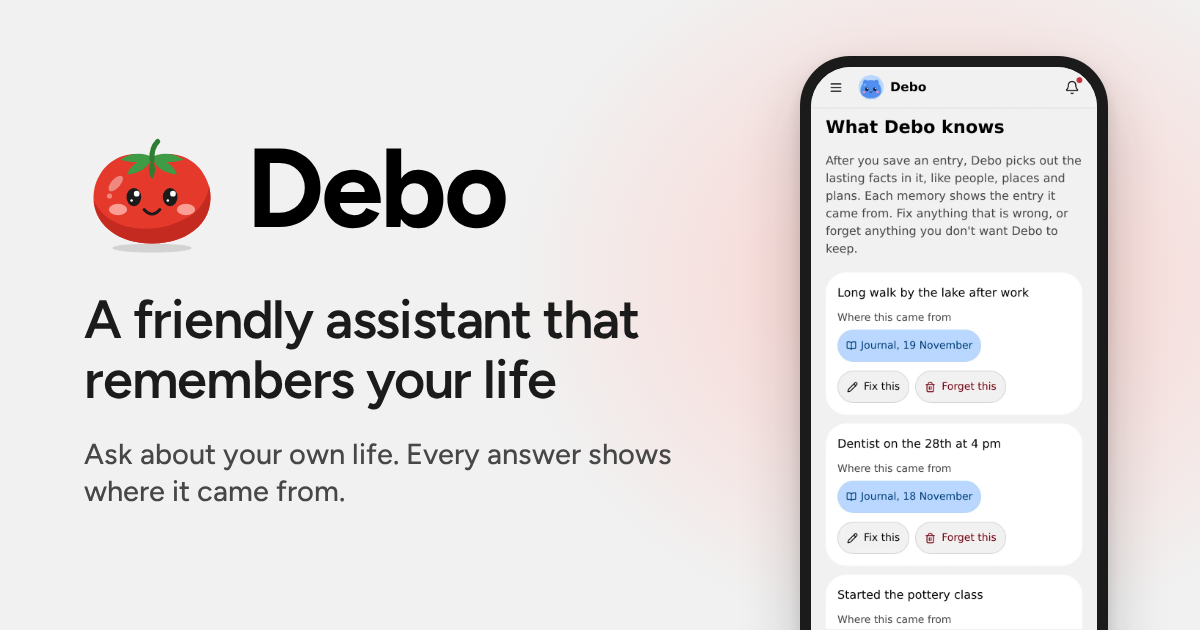 Debo
A friendly assistant that
remembers your life
Ask about your own life. Every answer shows
where it came from.
Debo
What Debo knows
After you save an entry, Debo picks out the
lasting facts in it, like people, places and
plans. Each memory shows the entry it
came from. Fix anything that is wrong, or
forget anything you don't want Debo to
keep.
Long walk by the lake after work
Where this came from
Journal, 19 November
Fix this
Forget this
Dentist on the 28th at 4 pm
Where this came from
Journal, 18 November
Fix this
Forget this
Started the pottery class
Where this came from